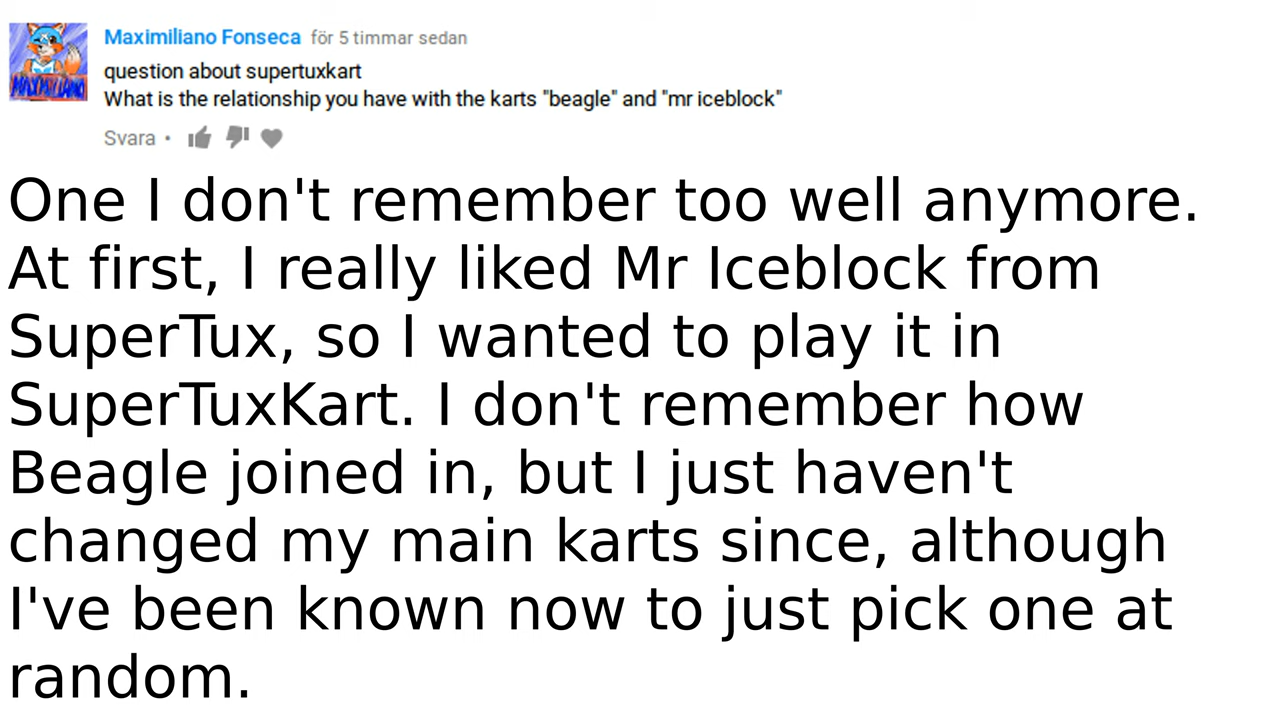 Maximiliano Fonseca för 5 timmar sedan
question about supertuxkart
What is the relationship you have with the karts "beagle" and "mr iceblock"
Svara •
MAXIMILIANO
One I don't remember too well anymore.
At first, I really liked Mr Iceblock from
SuperTux, so I wanted to play it in
SuperTuxKart. I don't remember how
Beagle joined in, but I just haven't
changed my main karts since, although
I've been known now to just pick one at
random.